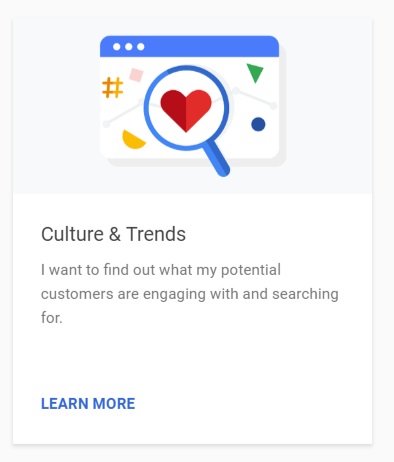 Culture & Trends
I want to find out what my potential
customers are engaging with and searching
for.
LEARN MORE